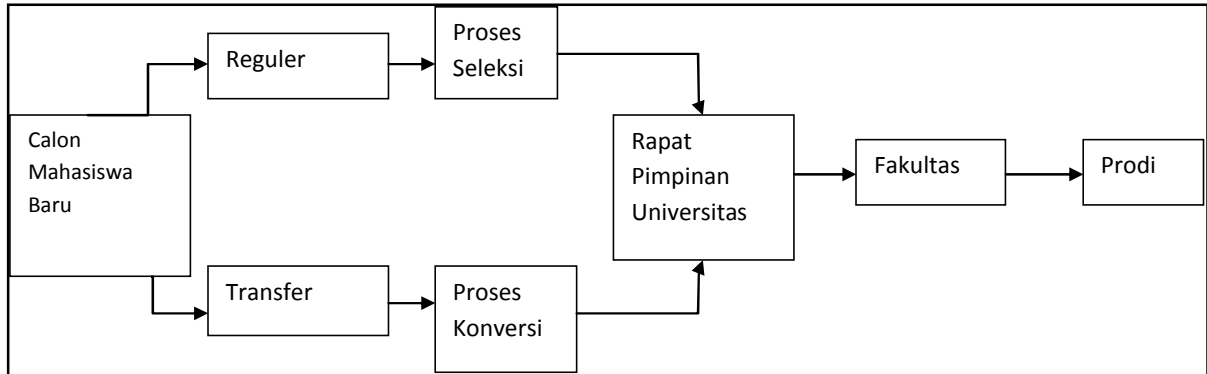 Calon
Mahasiswa
Baru
Reguler
Proses
Seleksi
Transfer
Proses
Konversi
Rapat
Pimpinan
Universitas
Fakultas
Prodi